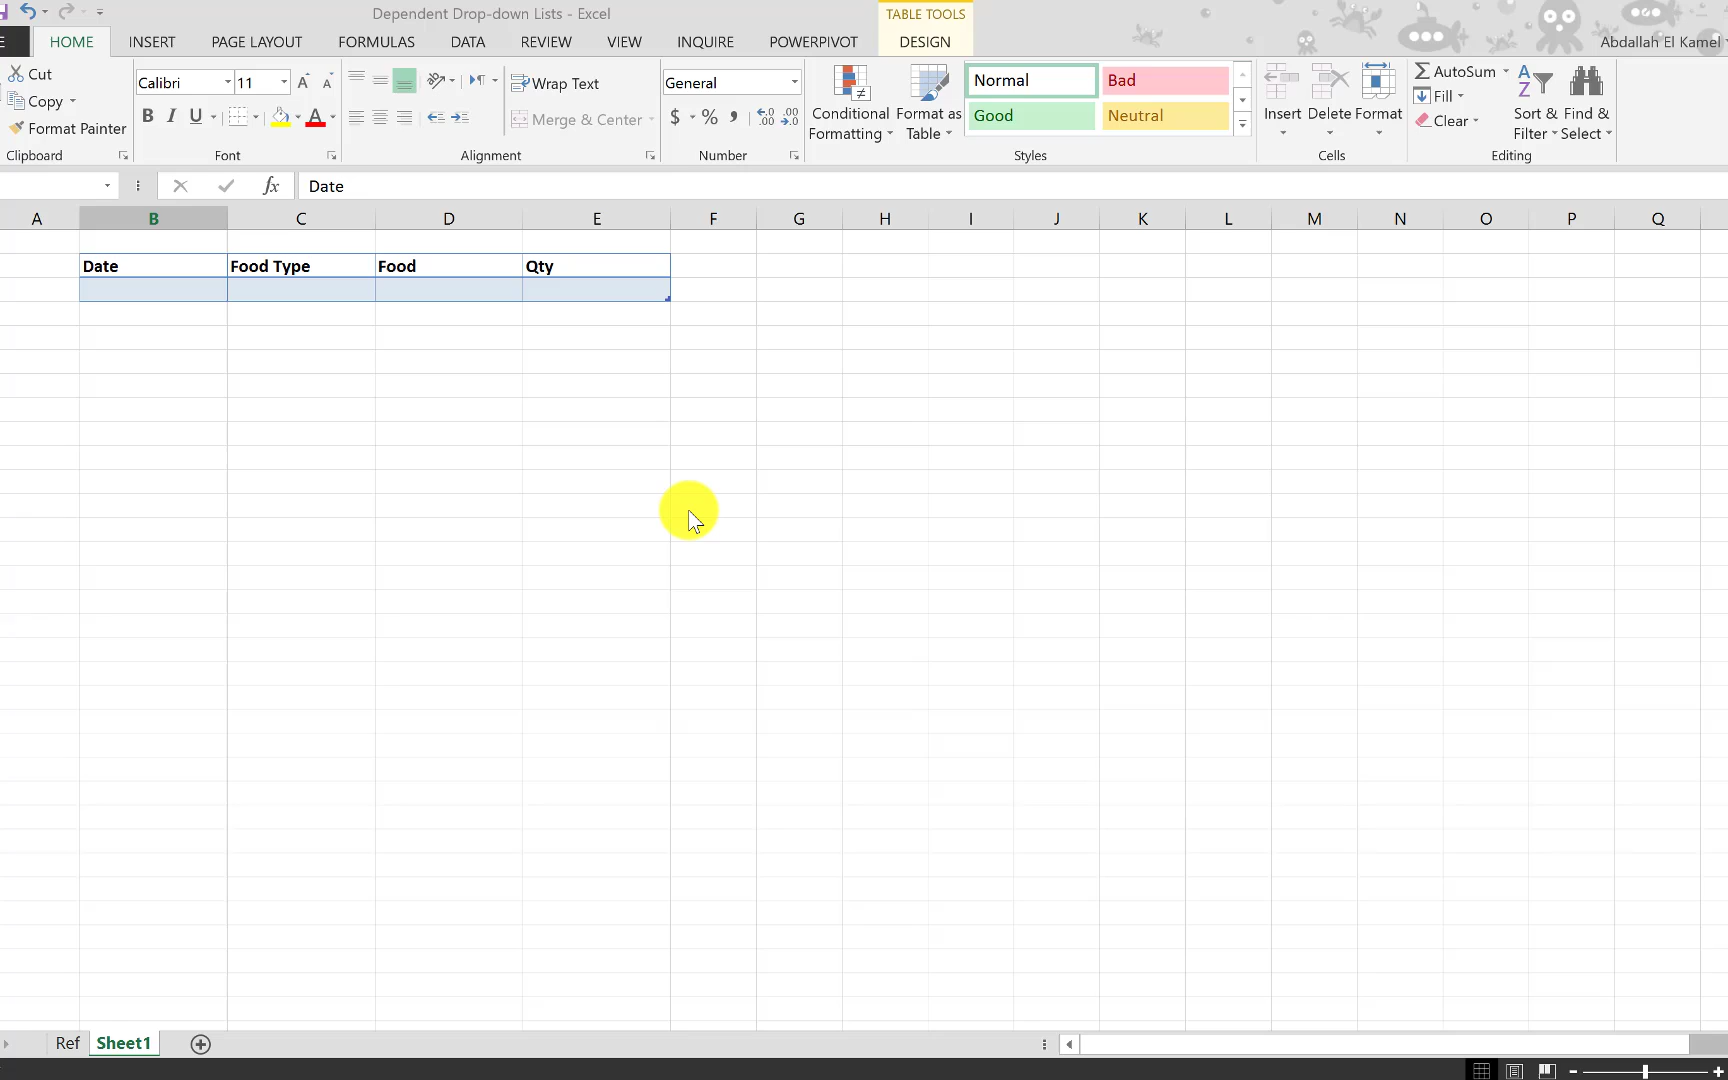 Dependent Drop-down Lists - Excel
TABLE TOOLS
E HOME INSERT PAGE LAYOUT FORMULAS DATA REVIEW VIEW INQUIRE POWERPIVOT DESIGN Abdallah El Kamel
Cut
Copy
Format Painter
Clipboard
Calibri 11
B I U
Font
Wrap Text
Merge & Center
Alignment
General
$ % , .00 .00
Number
Conditional Formatting
Format as Table
Normal Bad
Good Neutral
Styles
Insert Delete Format
Cells
AutoSum
Fill
Clear
Sort & Filter
Find & Select
Editing
fx Date
A B C D E F G H I J K L M N O P Q
Date Food Type Food Qty
Ref Sheet1